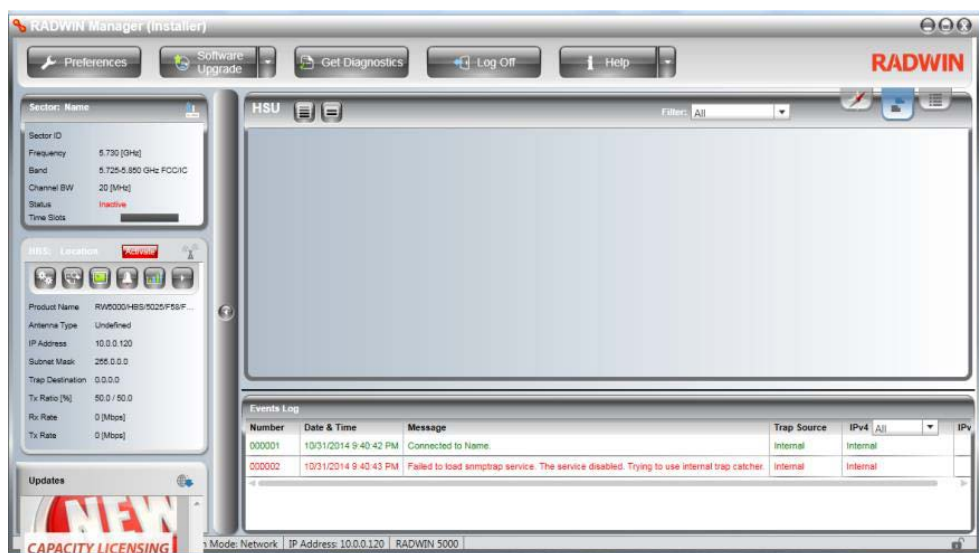 RADWIN Manager (Installer)
Preferences
Software Upgrade
Get Diagnostics
Log Off
Help
RADWIN
Sector: Name
Sector ID
Frequency 5.730 [GHz]
Band 5.725-5.850 GHz FCC/IC
Channel BW 20 [MHz]
Status Inactive
Time Slots
HBS: Location Activate
Product Name RW5000/HBS/5025/F58/F...
Antenna Type Undefined
IP Address 10.0.0.120
Subnet Mask 255.0.0.0
Trap Destination 0.0.0.0
Tx Ratio [%] 50.0 / 50.0
Rx Rate 0 [Mbps]
Tx Rate 0 [Mbps]
Updates
NEW
CAPACITY LICENSING
HSU
Filter: All
Events Log
Number Date & Time Message Trap Source IPv4 All IPv
000001 10/31/2014 9:40:42 PM Connected to Name. Internal Internal
000002 10/31/2014 9:40:43 PM Failed to load snmptrap service. The service disabled. Trying to use internal trap catcher. Internal Internal
n Mode: Network IP Address: 10.0.0.120 RADWIN 5000